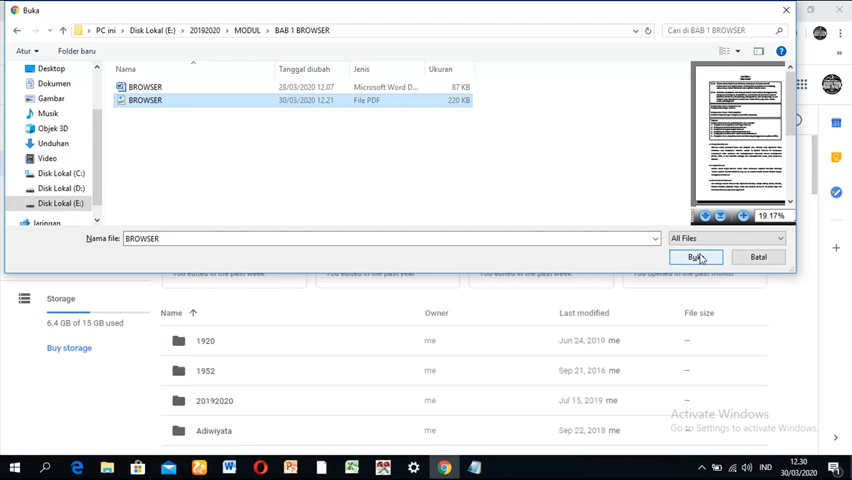 Buka
PC ini > Disk Lokal (E:) > 20192020 > MODUL > BAB 1 BROWSER
Cari di BAB 1 BROWSER
Atur Folder baru
Nama Tanggal diubah Jenis Ukuran
BROWSER 28/03/2020 12.07 Microsoft Word D... 87 KB
BROWSER 30/03/2020 12.21 File PDF 220 KB
Desktop
Dokumen
Gambar
Musik
Objek 3D
Unduhan
Video
Disk Lokal (C:)
Disk Lokal (D:)
Disk Lokal (E:)
Jaringan
19.17%
Nama file: BROWSER All Files
Buka Batal
You edited in the past week You edited in the past year You edited in the past week You opened in the past month
Storage
6.4 GB of 15 GB used
Buy storage
Name Owner Last modified File size
1920 me Jun 24, 2019 me —
1952 me Sep 21, 2016 me —
20192020 me Jul 15, 2019 me —
Adiwiyata me Sep 22, 2018 me —
Activate Windows
Go to Settings to activate Windows.
IND
12.30
30/03/2020